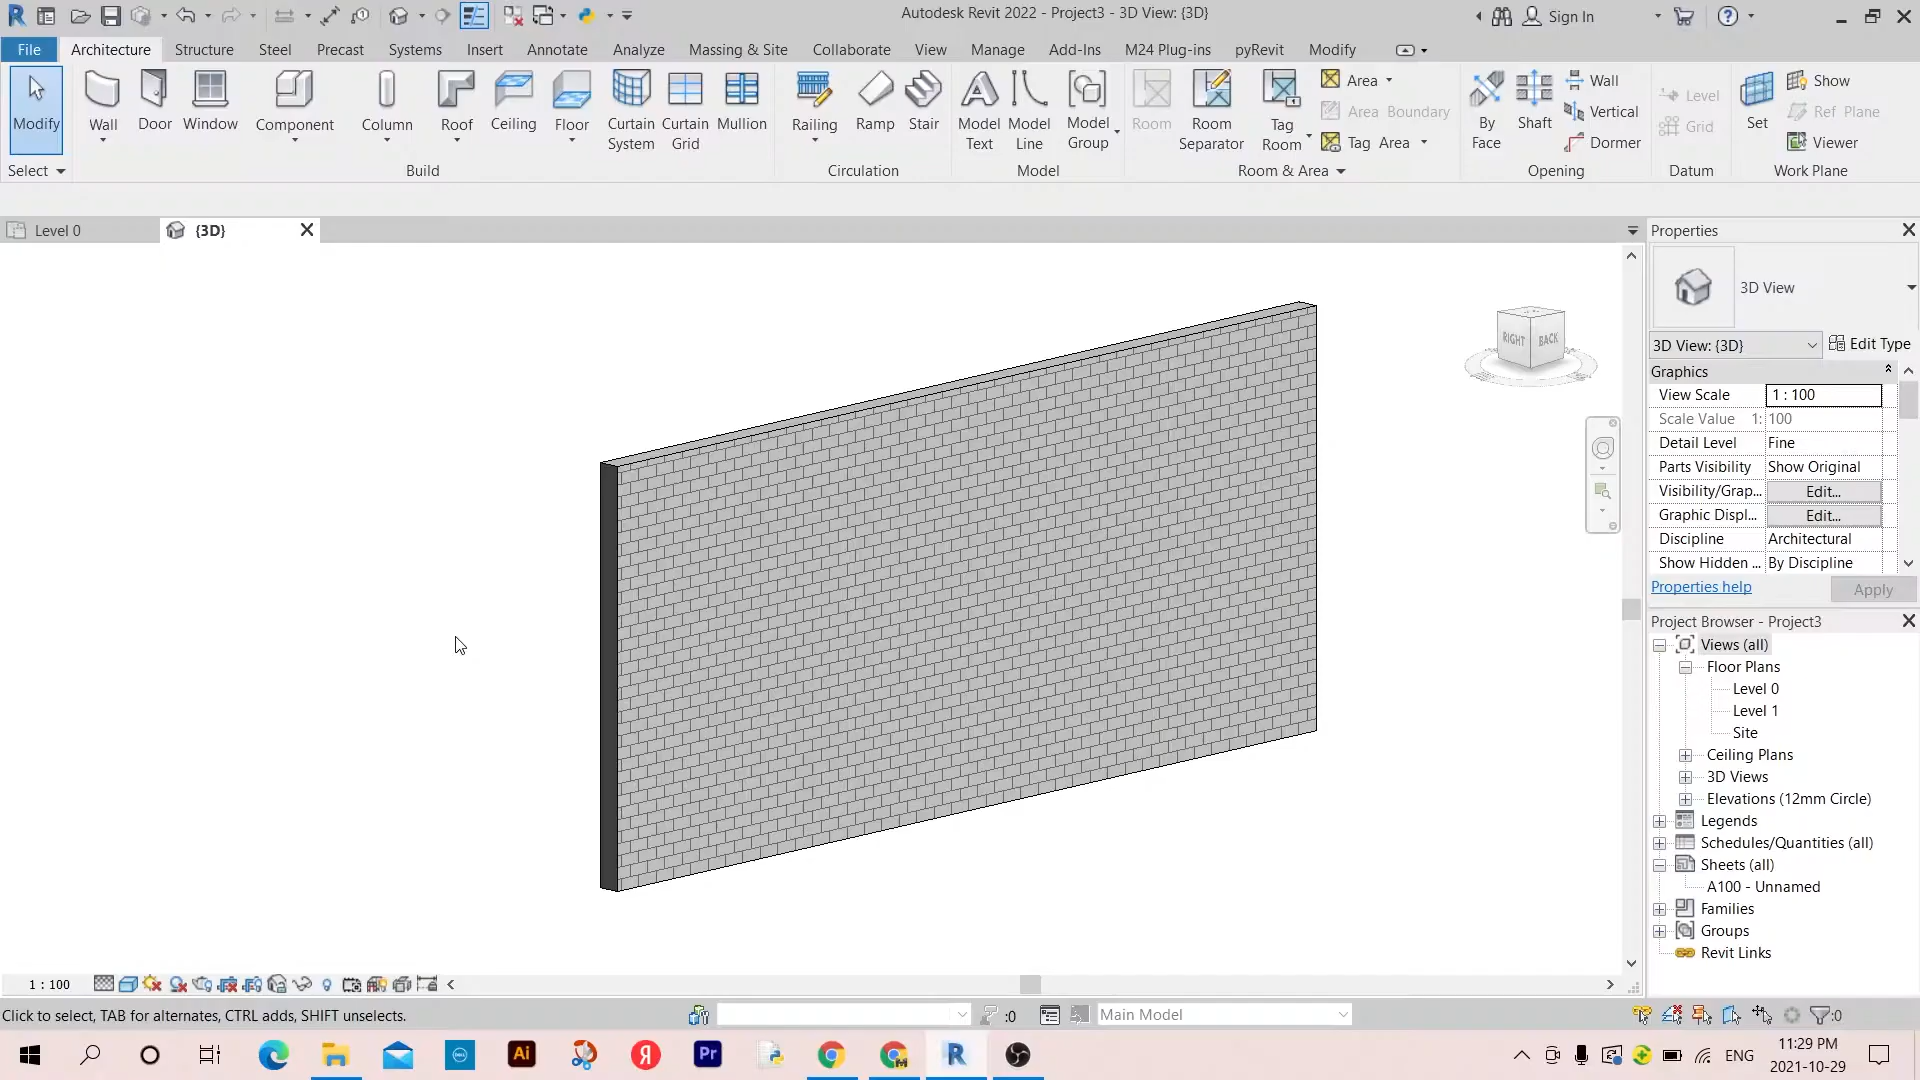 Autodesk Revit 2022 - Project3 - 3D View: {3D}
Sign In
File Architecture Structure Steel Precast Systems Insert Annotate Analyze Massing & Site Collaborate View Manage Add-Ins M24 Plug-ins pyRevit Modify
Modify
Wall
Door
Window
Component
Column
Roof
Ceiling
Floor
Curtain System
Curtain Grid
Mullion
Railing
Ramp
Stair
Model Text
Model Line
Model Group
Room
Room Separator
Tag Room
Area
Area Boundary
Tag Area
By Face
Shaft
Wall
Vertical
Dormer
Level
Grid
Set
Show
Ref Plane
Viewer
Select
Build
Circulation
Model
Room & Area
Opening
Datum
Work Plane
Level 0
{3D}
RIGHT
BACK
Properties
3D View
3D View: {3D}
Edit Type
Graphics
View Scale 1 : 100
Scale Value 1: 100
Detail Level Fine
Parts Visibility Show Original
Visibility/Grap... Edit...
Graphic Displ... Edit...
Discipline Architectural
Show Hidden ... By Discipline
Properties help
Apply
Project Browser - Project3
Views (all)
Floor Plans
Level 0
Level 1
Site
Ceiling Plans
3D Views
Elevations (12mm Circle)
Legends
Schedules/Quantities (all)
Sheets (all)
A100 - Unnamed
Families
Groups
Revit Links
1 : 100
Click to select, TAB for alternates, CTRL adds, SHIFT unselects.
:0
Main Model
:0
Ai
Я
Pr
R
ENG
11:29 PM
2021-10-29